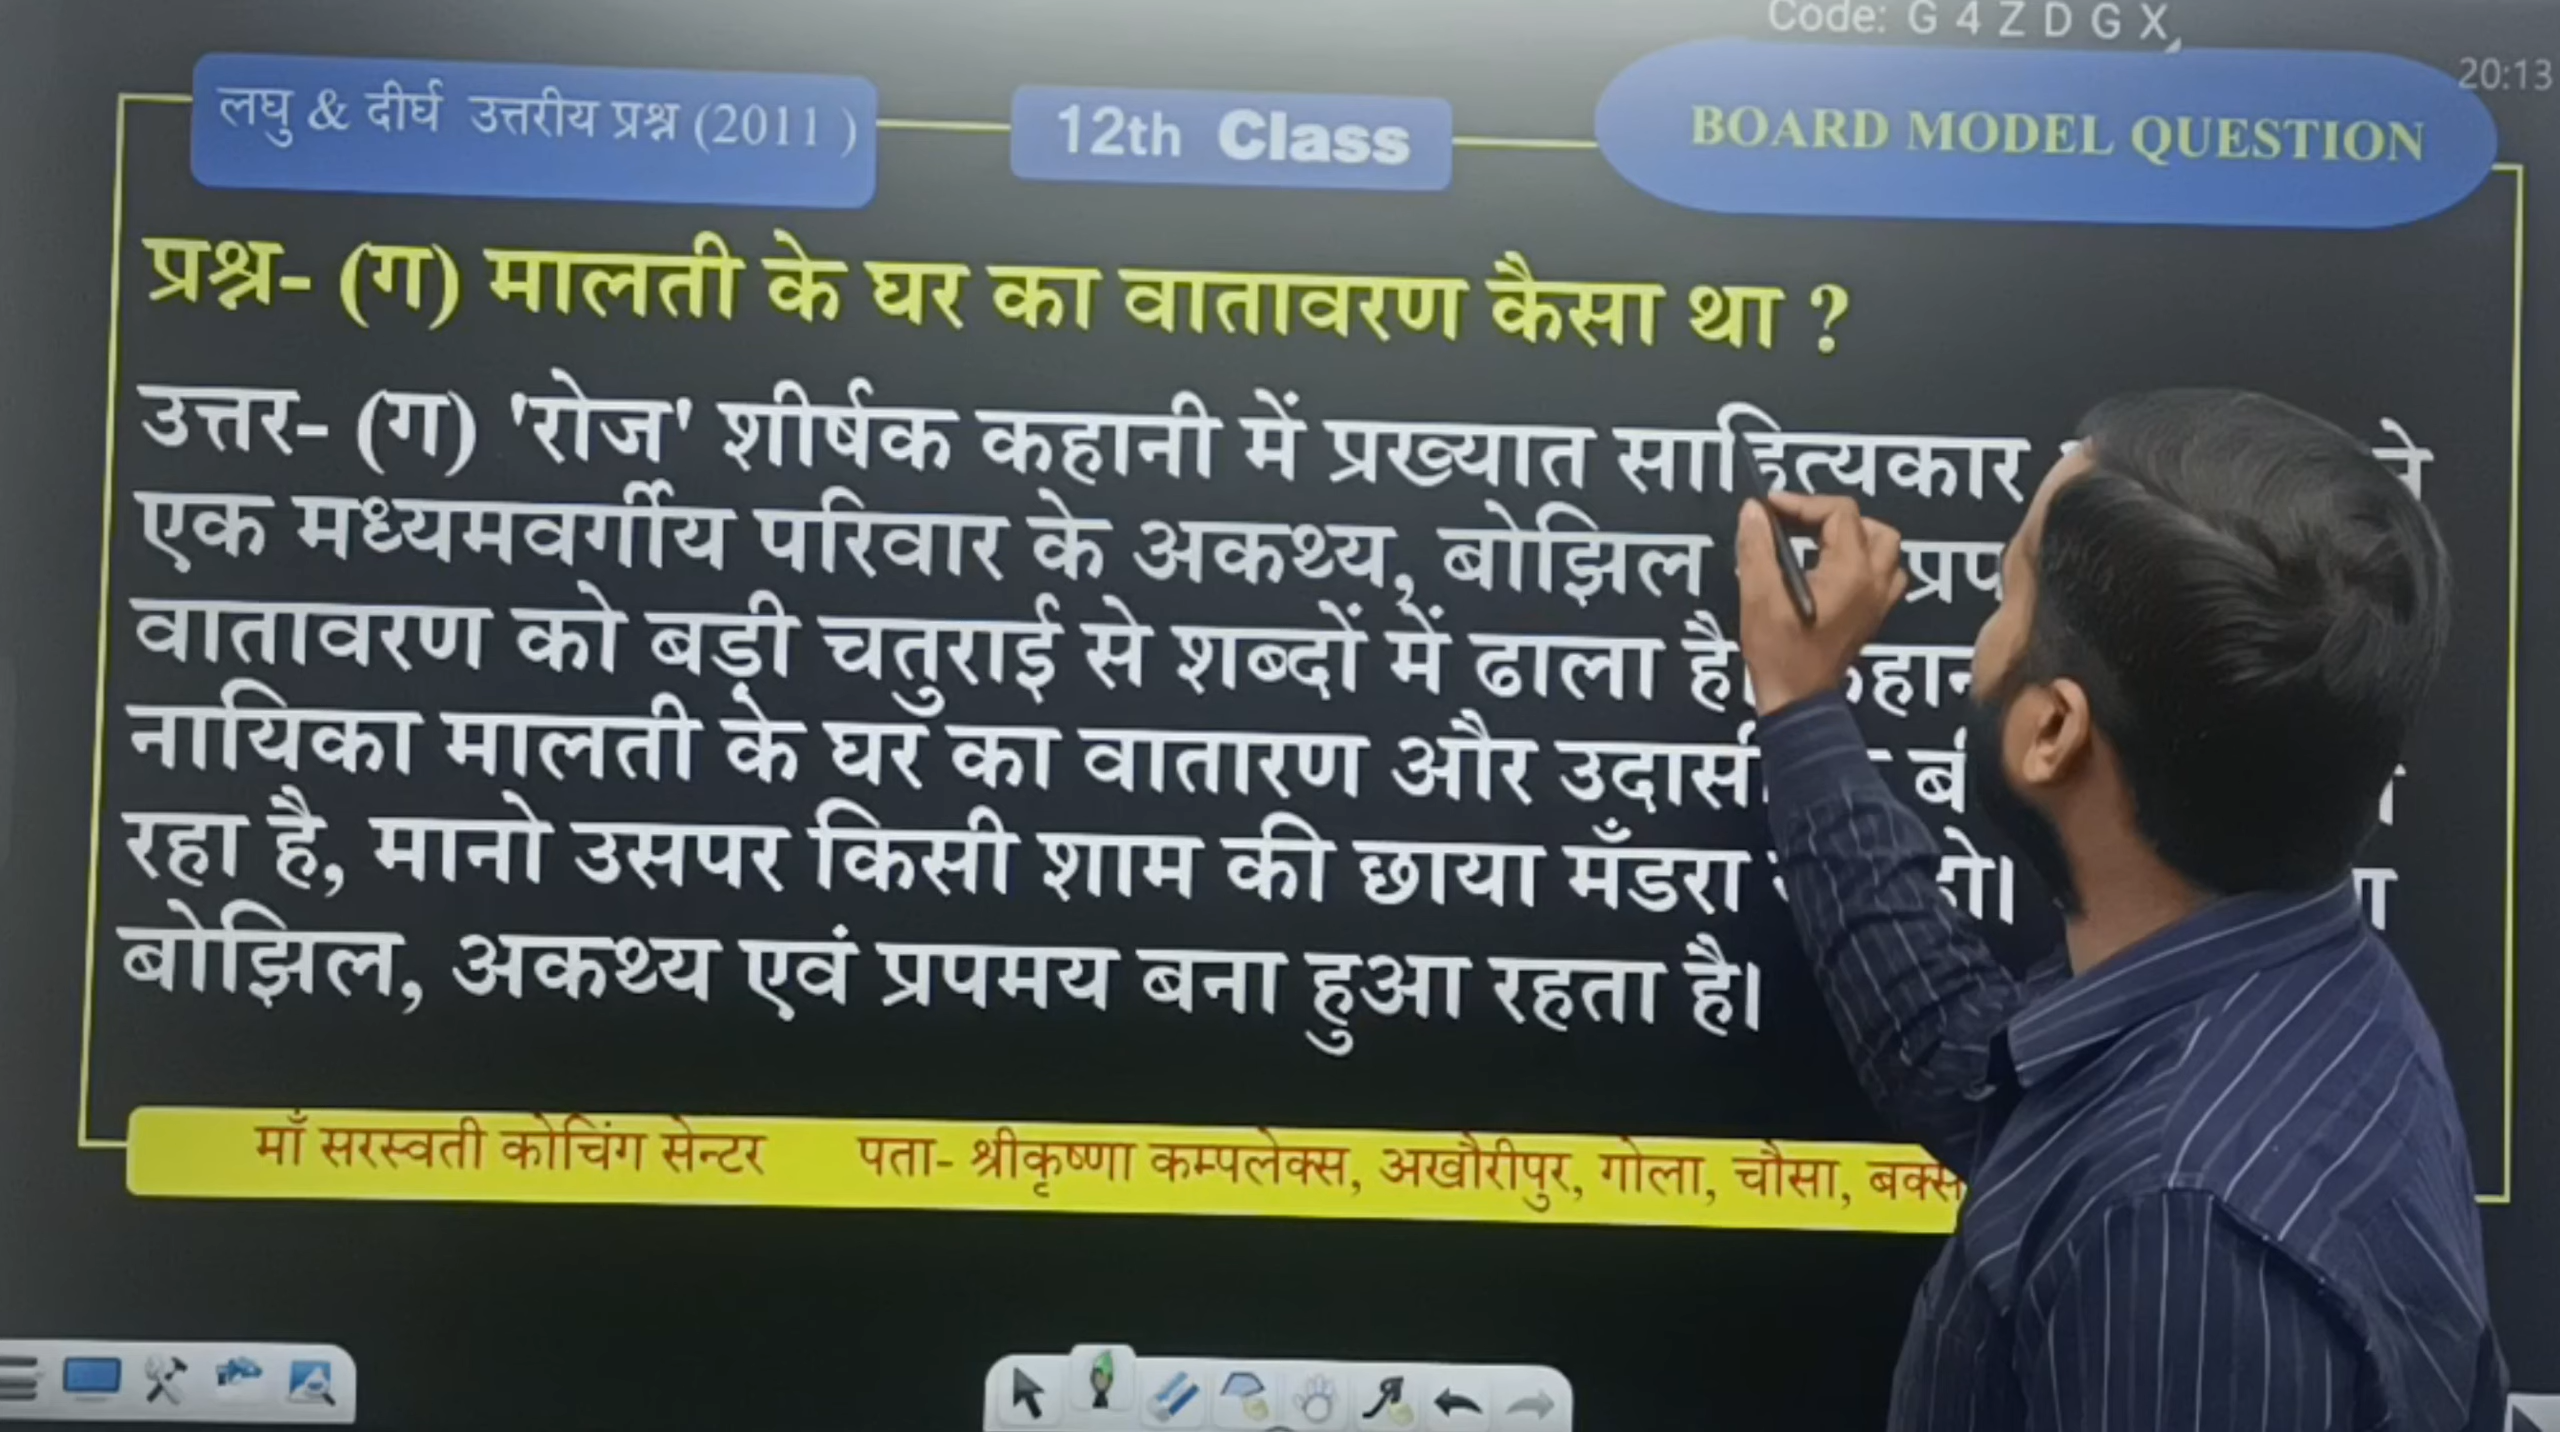 Code: G 4 Z D G X
20:13
लघु & दीर्घ उत्तरीय प्रश्न (2011 )
12th Class
BOARD MODEL QUESTION
प्रश्न- (ग) मालती के घर का वातावरण कैसा था ?
उत्तर- (ग) 'रोज' शीर्षक कहानी में प्रख्यात साहित्यकार
एक मध्यमवर्गीय परिवार के अकथ्य, बोझिल
वातावरण को बड़ी चतुराई से शब्दों में ढाला है।
नायिका मालती के घर का वातारण और
रहा है, मानो उसपर किसी शाम की छाया मँडरा
बोझिल, अकथ्य एवं प्रपमय बना हुआ रहता है।
माँ सरस्वती कोचिंग सेन्टर पता- श्रीकृष्णा कम्पलेक्स, अखौरीपुर, गोला, चौसा,